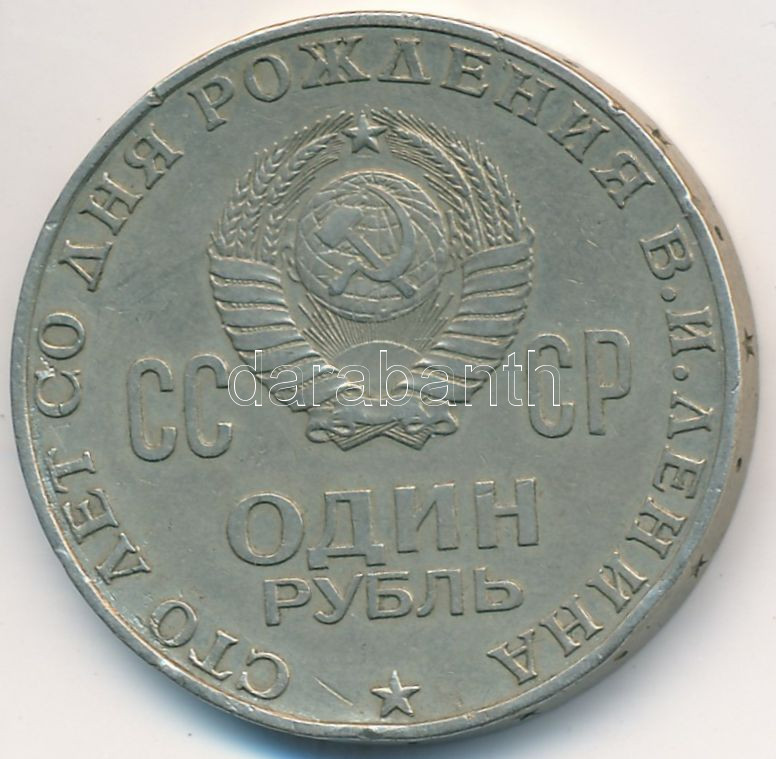 СТО ЛЕТ СО ДНЯ РОЖДЕНИЯ В.И.ЛЕНИНА
СС СР
darabanth
ОДИН
РУБЛЬ